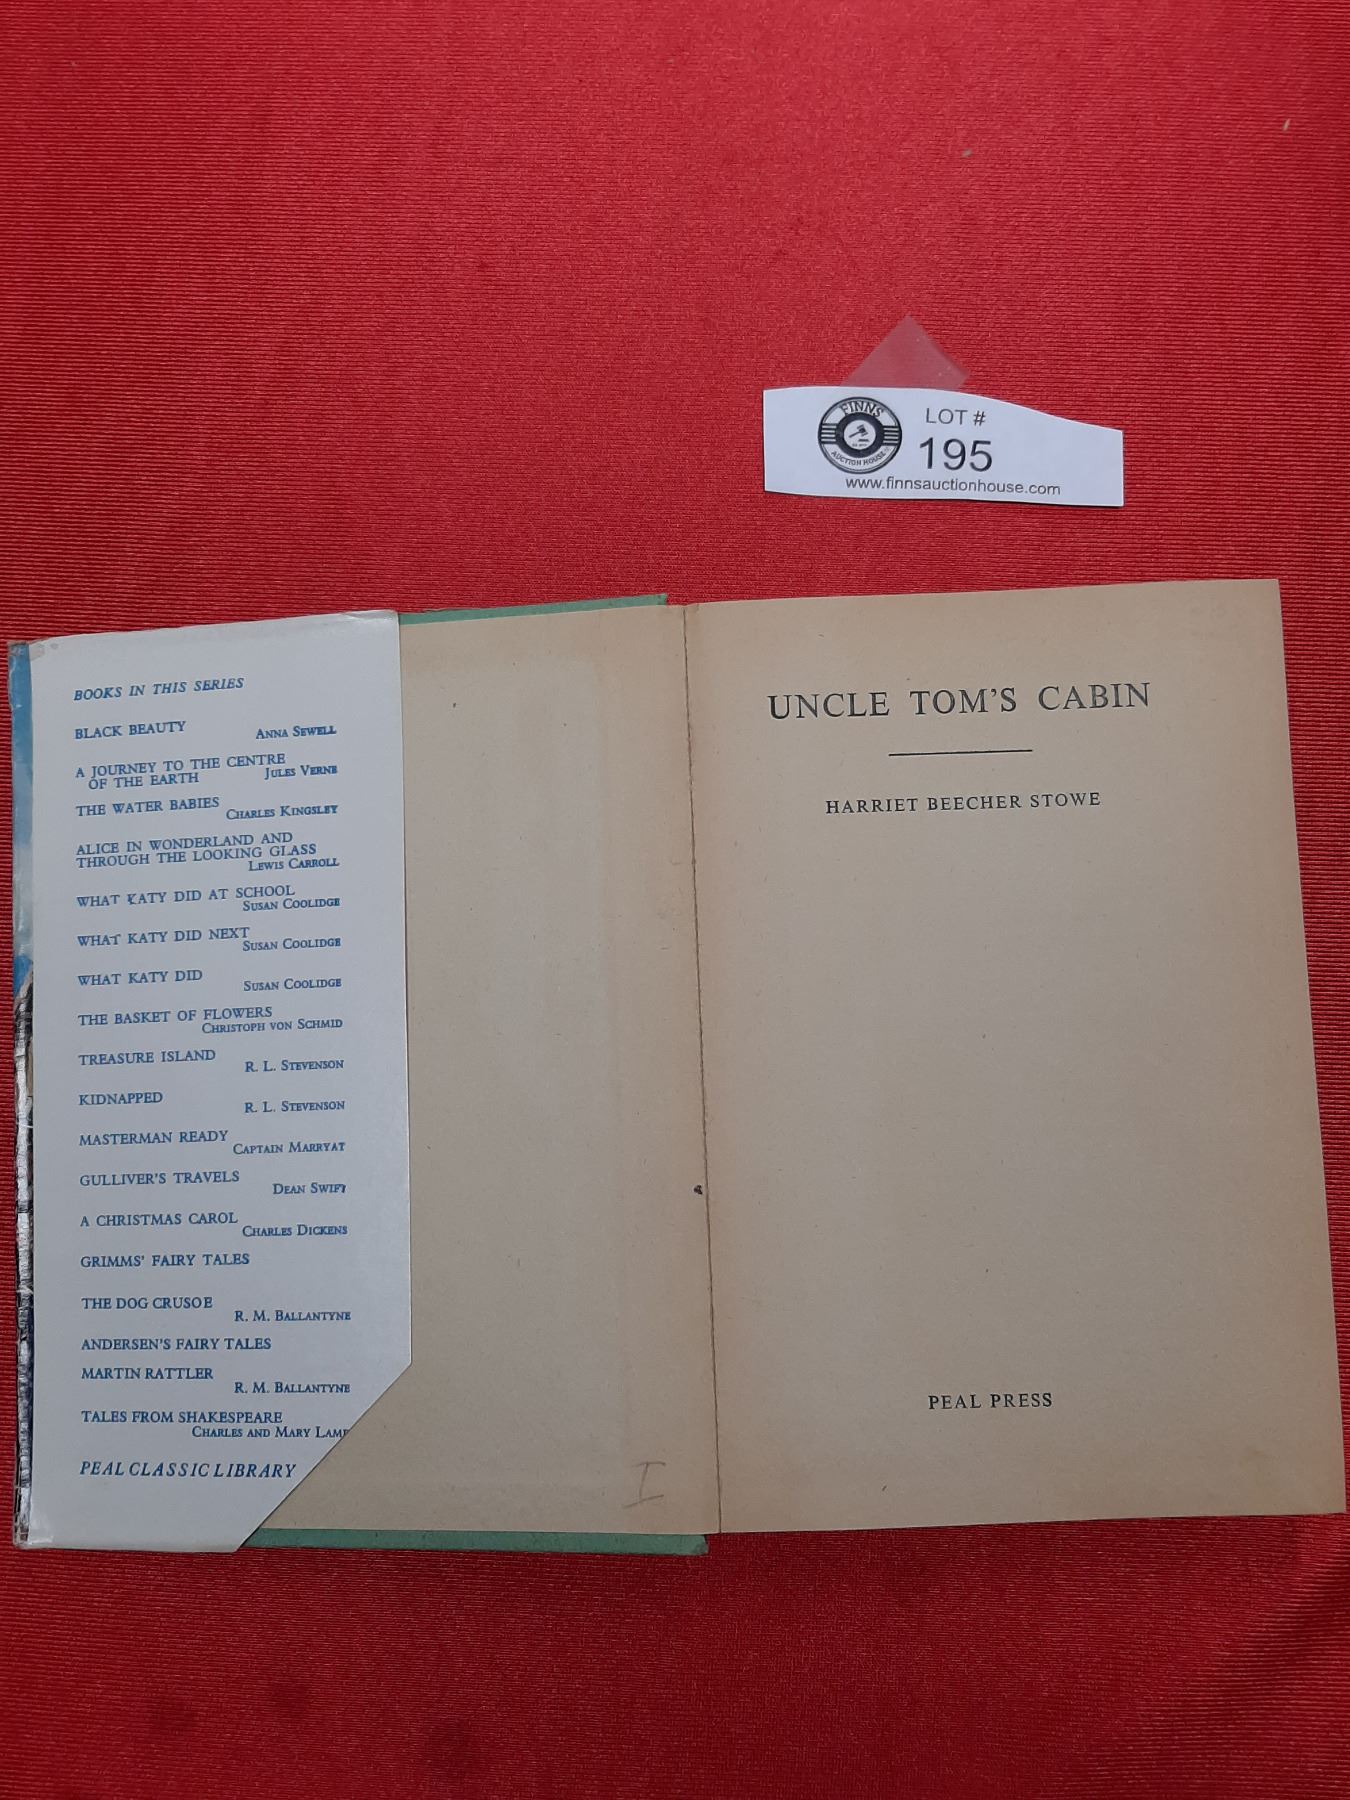 FINNS
AUCTION HOUSE
LOT #
195
www.finnsauctionhouse.com
BOOKS IN THIS SERIES
BLACK BEAUTY
ANNA SEWELL
A JOURNEY TO THE CENTRE
OF THE EARTH JULES VERNE
THE WATER BABIES
CHARLES KINGSLEY
ALICE IN WONDERLAND AND
THROUGH THE LOOKING GLASS
LEWIS CARROLL
WHAT KATY DID AT SCHOOL
SUSAN COOLIDGE
WHAT KATY DID NEXT
SUSAN COOLIDGE
WHAT KATY DID
SUSAN COOLIDGE
THE BASKET OF FLOWERS
CHRISTOPH VON SCHMID
TREASURE ISLAND
R. L. STEVENSON
KIDNAPPED
R. L. STEVENSON
MASTERMAN READY
CAPTAIN MARRYAT
GULLIVER'S TRAVELS
DEAN SWIFT
A CHRISTMAS CAROL
CHARLES DICKENS
GRIMMS' FAIRY TALES
THE DOG CRUSOE
R. M. BALLANTYNE
ANDERSEN'S FAIRY TALES
MARTIN RATTLER
R. M. BALLANTYNE
TALES FROM SHAKESPEARE
CHARLES AND MARY LAMB
PEAL CLASSIC LIBRARY
I
UNCLE TOM'S CABIN
HARRIET BEECHER STOWE
PEAL PRESS